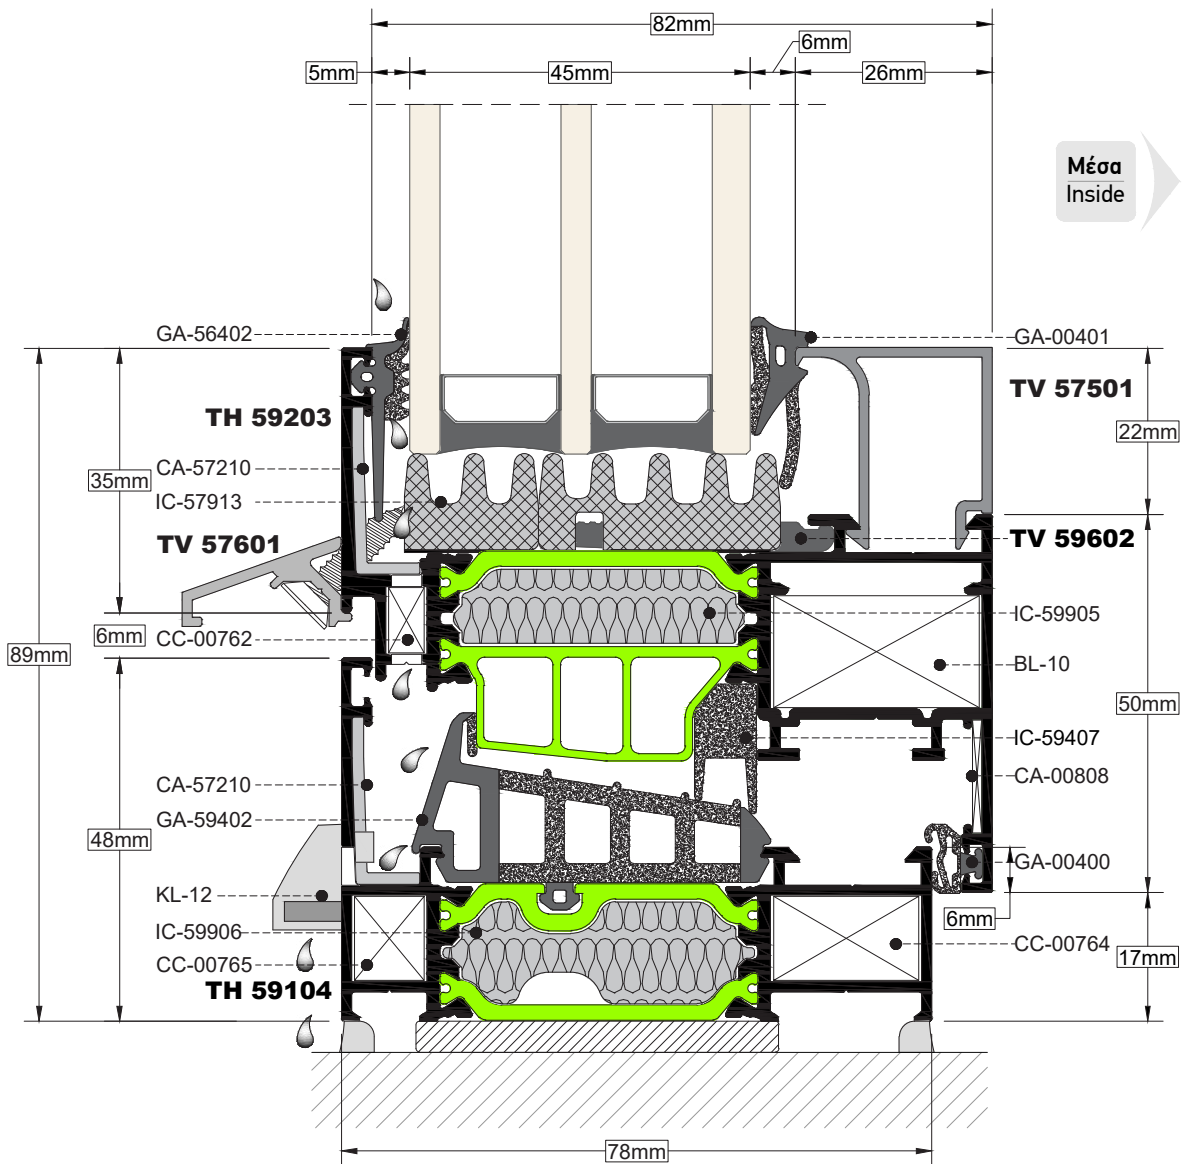 82mm
6mm
5mm
45mm
26mm
Μέσα
Inside
GA-56402
GA-00401
TV 57501
TH 59203
22mm
CA-57210
35mm
IC-57913
TV 57601
TV 59602
IC-59905
6mm
CC-00762
89mm
BL-10
50mm
IC-59407
CA-00808
CA-57210
GA-59402
48mm
GA-00400
KL-12
6mm
IC-59906
CC-00764
17mm
CC-00765
TH 59104
78mm